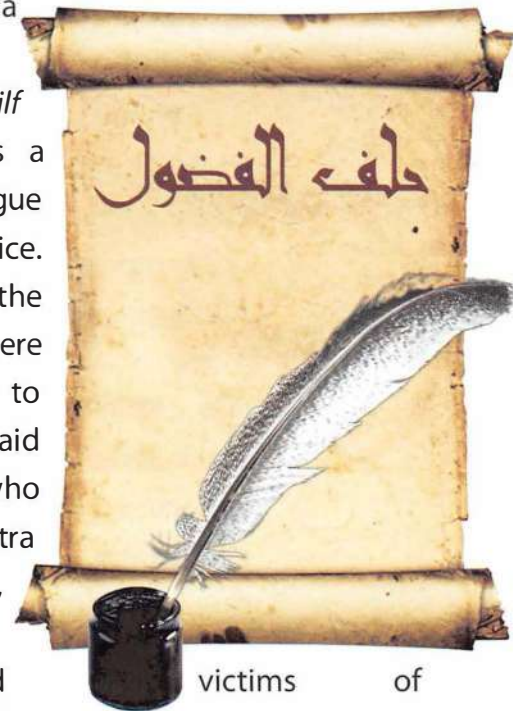 a
ilf
s a
حلف الفضول
gue
ice.
the
ere
to
aid
who
tra
d victims of